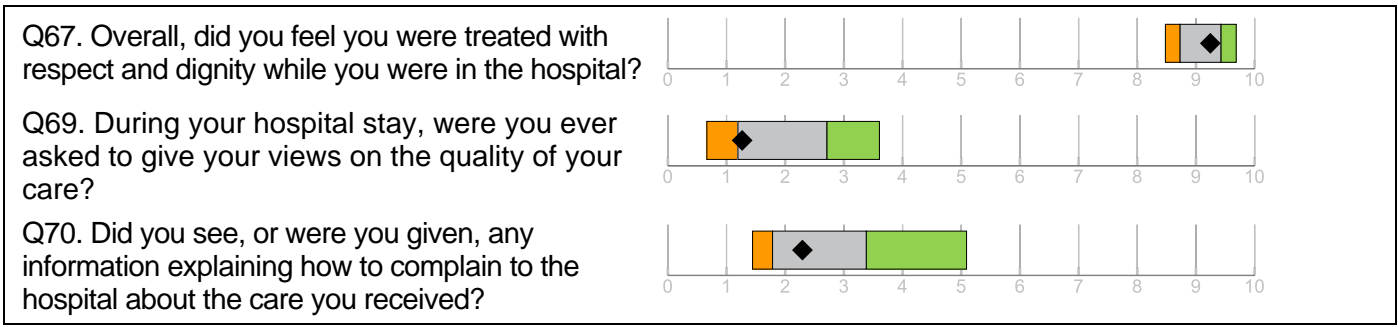 Q67. Overall, did you feel you were treated with
respect and dignity while you were in the hospital?
0 1 2 3 4 5 6 7 8 9 10
Q69. During your hospital stay, were you ever
asked to give your views on the quality of your
care?
0 1 2 3 4 5 6 7 8 9 10
Q70. Did you see, or were you given, any
information explaining how to complain to the
hospital about the care you received?
0 1 2 3 4 5 6 7 8 9 10